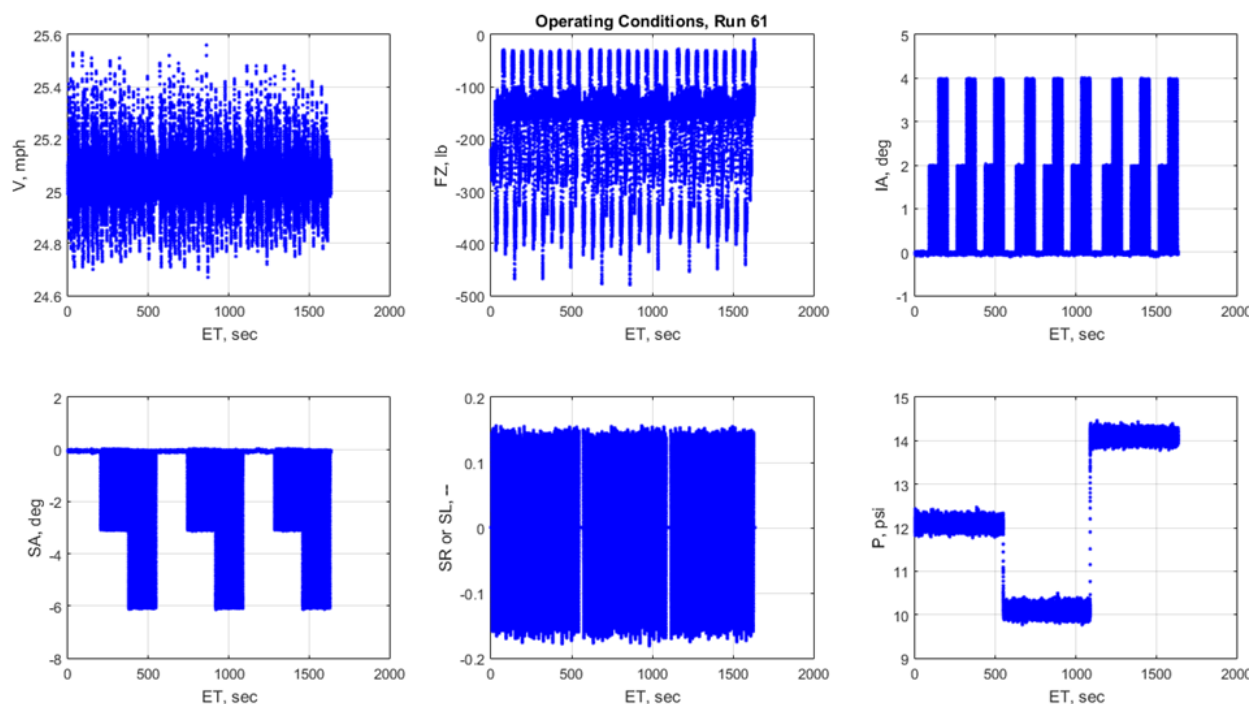 Operating Conditions, Run 61
25.6
25.4
25.2
25
24.8
24.6
V, mph
0 500 1000 1500 2000
ET, sec
0
-100
-200
-300
-400
-500
FZ, lb
0 500 1000 1500 2000
ET, sec
5
4
3
2
1
0
-1
IA, deg
0 500 1000 1500 2000
ET, sec
2
0
-2
-4
-6
-8
SA, deg
0 500 1000 1500 2000
ET, sec
0.2
0.1
0
-0.1
-0.2
SR or SL, --
0 500 1000 1500 2000
ET, sec
15
14
13
12
11
10
9
P, psi
0 500 1000 1500 2000
ET, sec